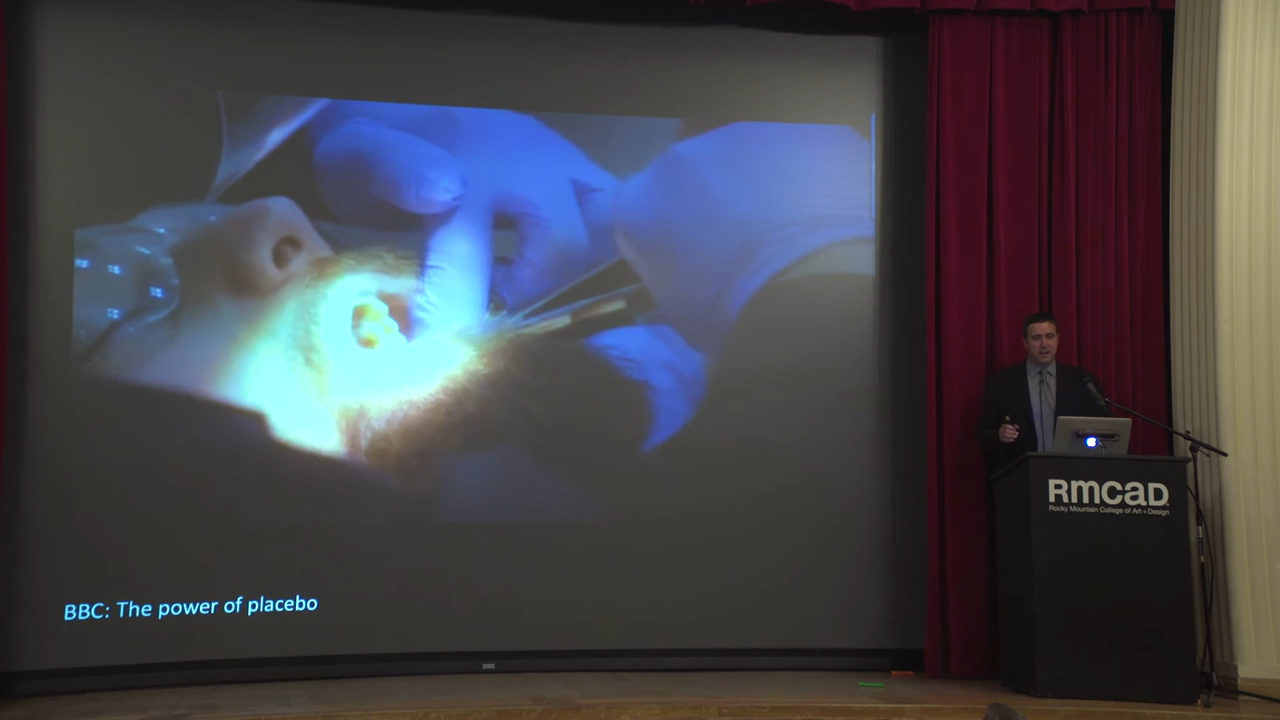 BBC: The power of placebo
RMCAD
Rocky Mountain College of Art + Design